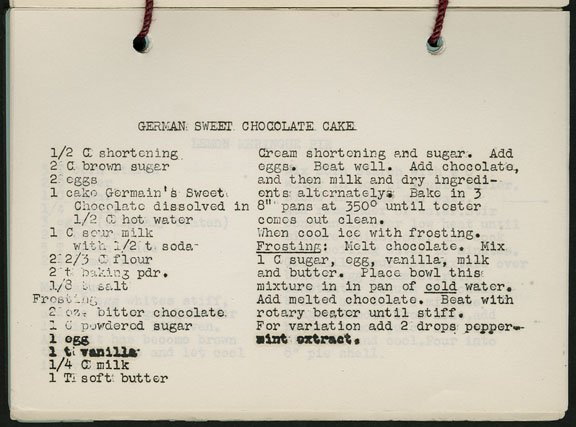 GERMAN SWEET CHOCOLATE CAKE
1/2 C shortening
2 C brown sugar
2 eggs
1 cake Germain's Sweet
Chocolate dissolved in
1/2 C hot water
1 C sour milk
with 1/2 t soda
2 2/3 C flour
2 t baking pdr.
1/8 t salt
Frosting
2 oz. bitter chocolate
1 C powdered sugar
1 egg
1 t vanilla
1/4 C milk
1 T soft butter
Cream shortening and sugar. Add
eggs. Beat well. Add chocolate,
and then milk and dry ingredi-
ents alternately. Bake in 3
8" pans at 350° until tester
comes out clean.
When cool ice with frosting.
Frosting: Melt chocolate. Mix
1 C sugar, egg, vanilla, milk
and butter. Place bowl this
mixture in in pan of cold water.
Add melted chocolate. Beat with
rotary beater until stiff.
For variation add 2 drops pepper-
mint extract.